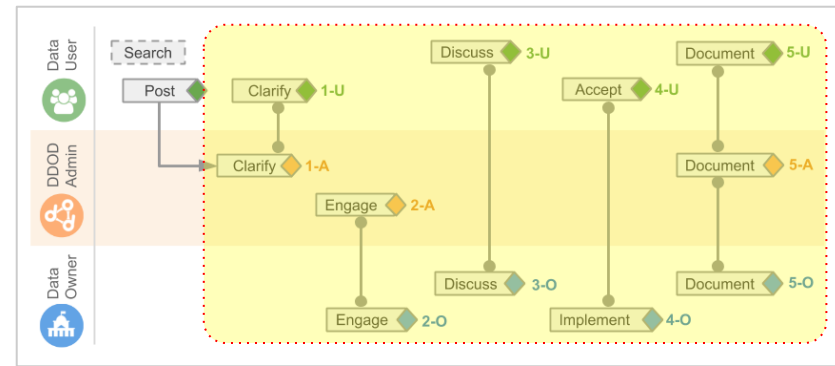 Data
User
Search
Post
Clarify
1-U
Discuss
3-U
Accept
4-U
Document
5-U
DDOD
Admin
Clarify
1-A
Engage
2-A
Document
5-A
Data
Owner
Engage
2-O
Discuss
3-O
Implement
4-O
Document
5-O